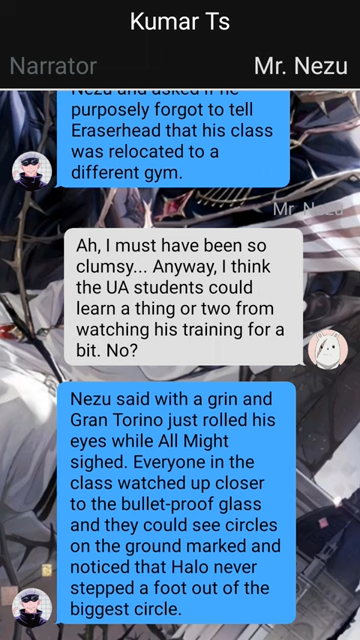 Kumar Ts
Narrator
Mr. Nezu
Nezu and asked if he
purposely forgot to tell
Eraserhead that his class
was relocated to a
different gym.
Mr. Nezu
Ah, I must have been so
clumsy... Anyway, I think
the UA students could
learn a thing or two from
watching his training for a
bit. No?
Nezu said with a grin and
Gran Torino just rolled his
eyes while All Might
sighed. Everyone in the
class watched up closer
to the bullet-proof glass
and they could see circles
on the ground marked and
noticed that Halo never
stepped a foot out of the
biggest circle.